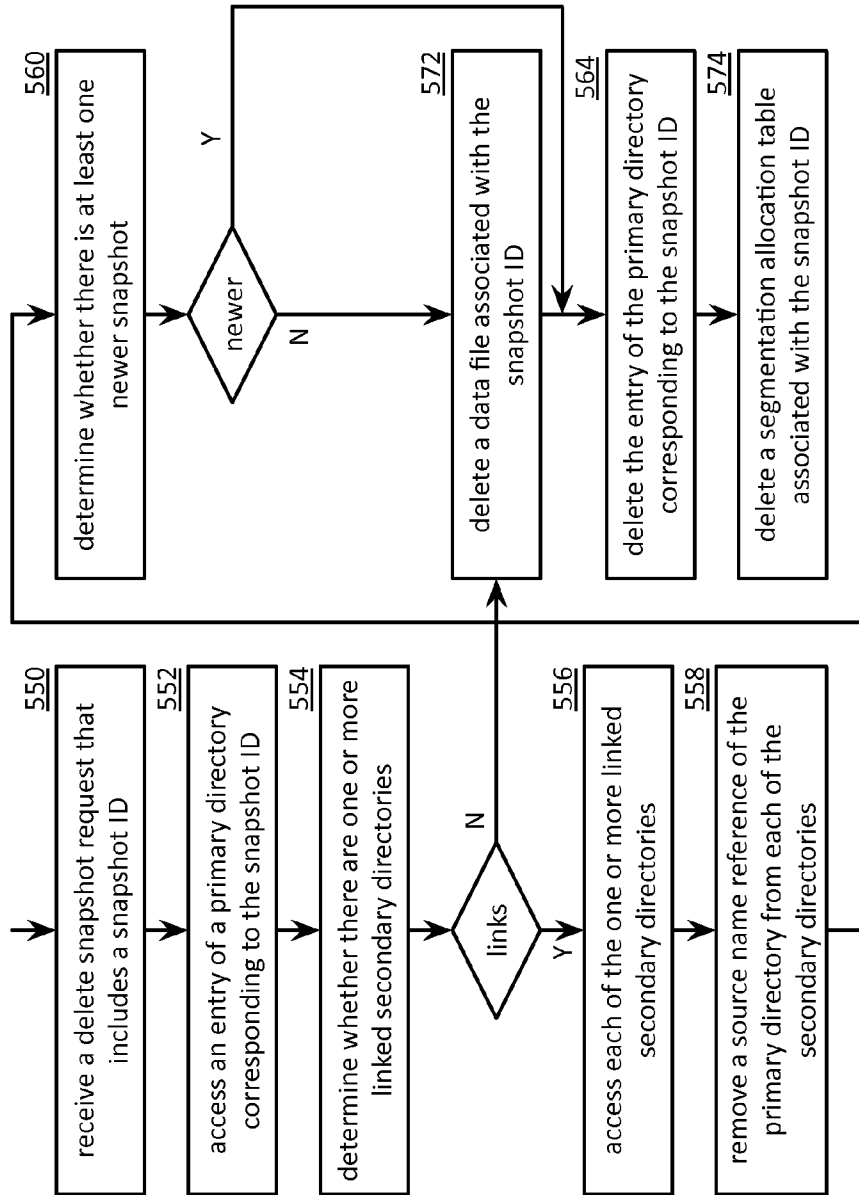 550
receive a delete snapshot request that
includes a snapshot ID
552
access an entry of a primary directory
corresponding to the snapshot ID
554
determine whether there are one or more
linked secondary directories
links
N
Y
556
access each of the one or more linked
secondary directories
558
remove a source name reference of the
primary directory from each of the
secondary directories
560
determine whether there is at least one
newer snapshot
newer
Y
N
572
delete a data file associated with the
snapshot ID
564
delete the entry of the primary directory
corresponding to the snapshot ID
574
delete a segmentation allocation table
associated with the snapshot ID